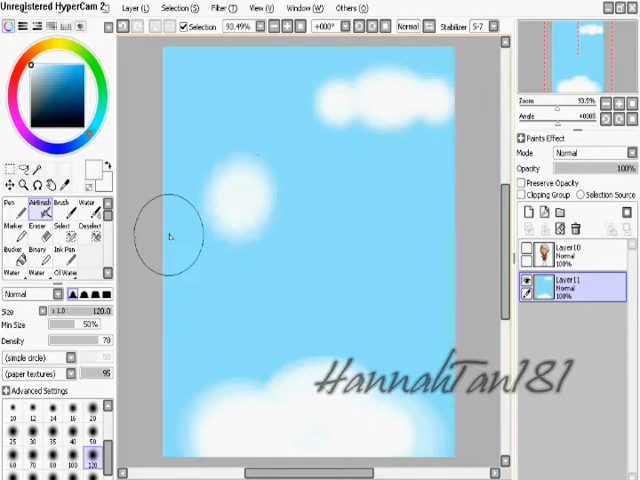 Unregistered HyperCam 2
Layer (L) Selection (S) Filter (T) View (V) Window (W) Others (O)
Selection 93.49% +000° Normal Stabilizer S-7
Zoom 93.5%
Angle +000θ
Paints Effect
Mode Normal
Opacity 100%
Preserve Opacity
Clipping Group Selection Source
Layer10
Normal
100%
Layer11
Normal
100%
Pen AirBrush Brush Water
Marker Eraser Select Deselect
Bucket Binary Ink Pen
Water Water Oil Water
Normal
Size x 1.0 120.0
Min Size 50%
Density 78
(simple circle) 50
(paper textures) 95
Advanced Settings
10 12 14 16 20
25 30 35 40 50
60 70 80 100 120
HannahTan181